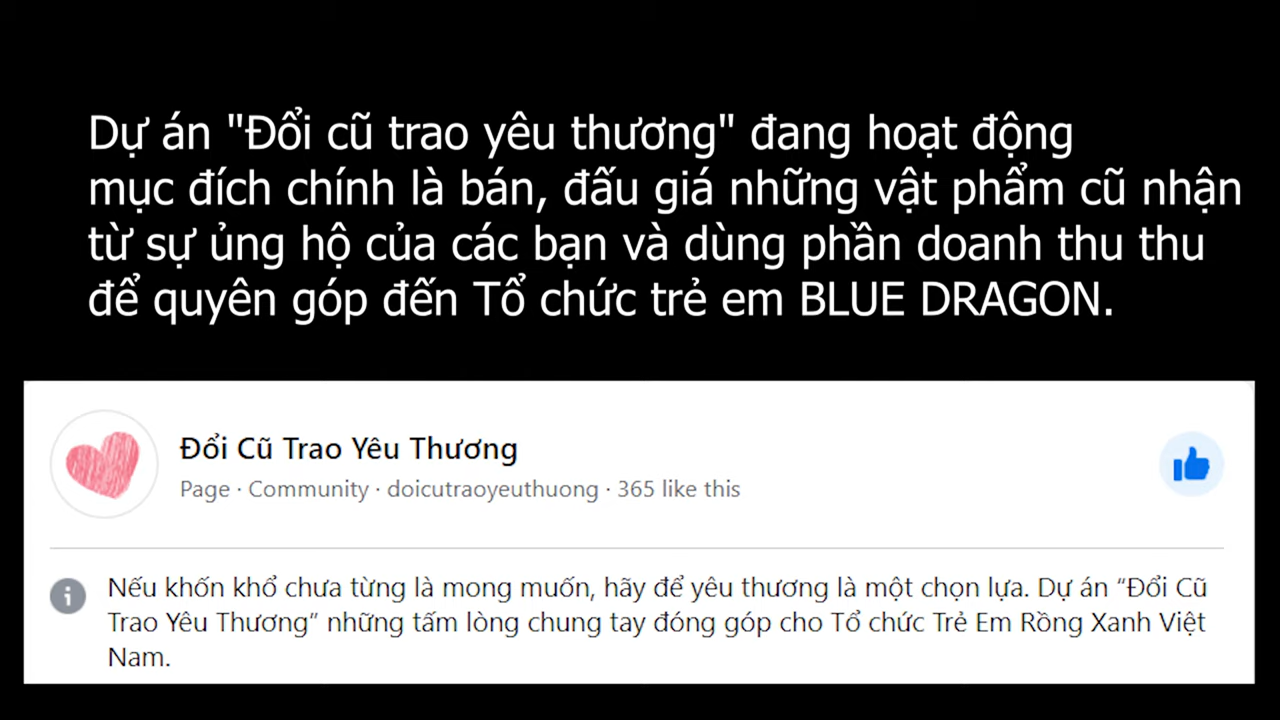 Dự án "Đổi cũ trao yêu thương" đang hoạt động
mục đích chính là bán, đấu giá những vật phẩm cũ nhận
từ sự ủng hộ của các bạn và dùng phần doanh thu thu
để quyên góp đến Tổ chức trẻ em BLUE DRAGON.
Đổi Cũ Trao Yêu Thương
Page · Community · doicutraoyeuthuong · 365 like this
Nếu khốn khổ chưa từng là mong muốn, hãy để yêu thương là một chọn lựa. Dự án “Đổi Cũ
Trao Yêu Thương” những tấm lòng chung tay đóng góp cho Tổ chức Trẻ Em Rồng Xanh Việt
Nam.